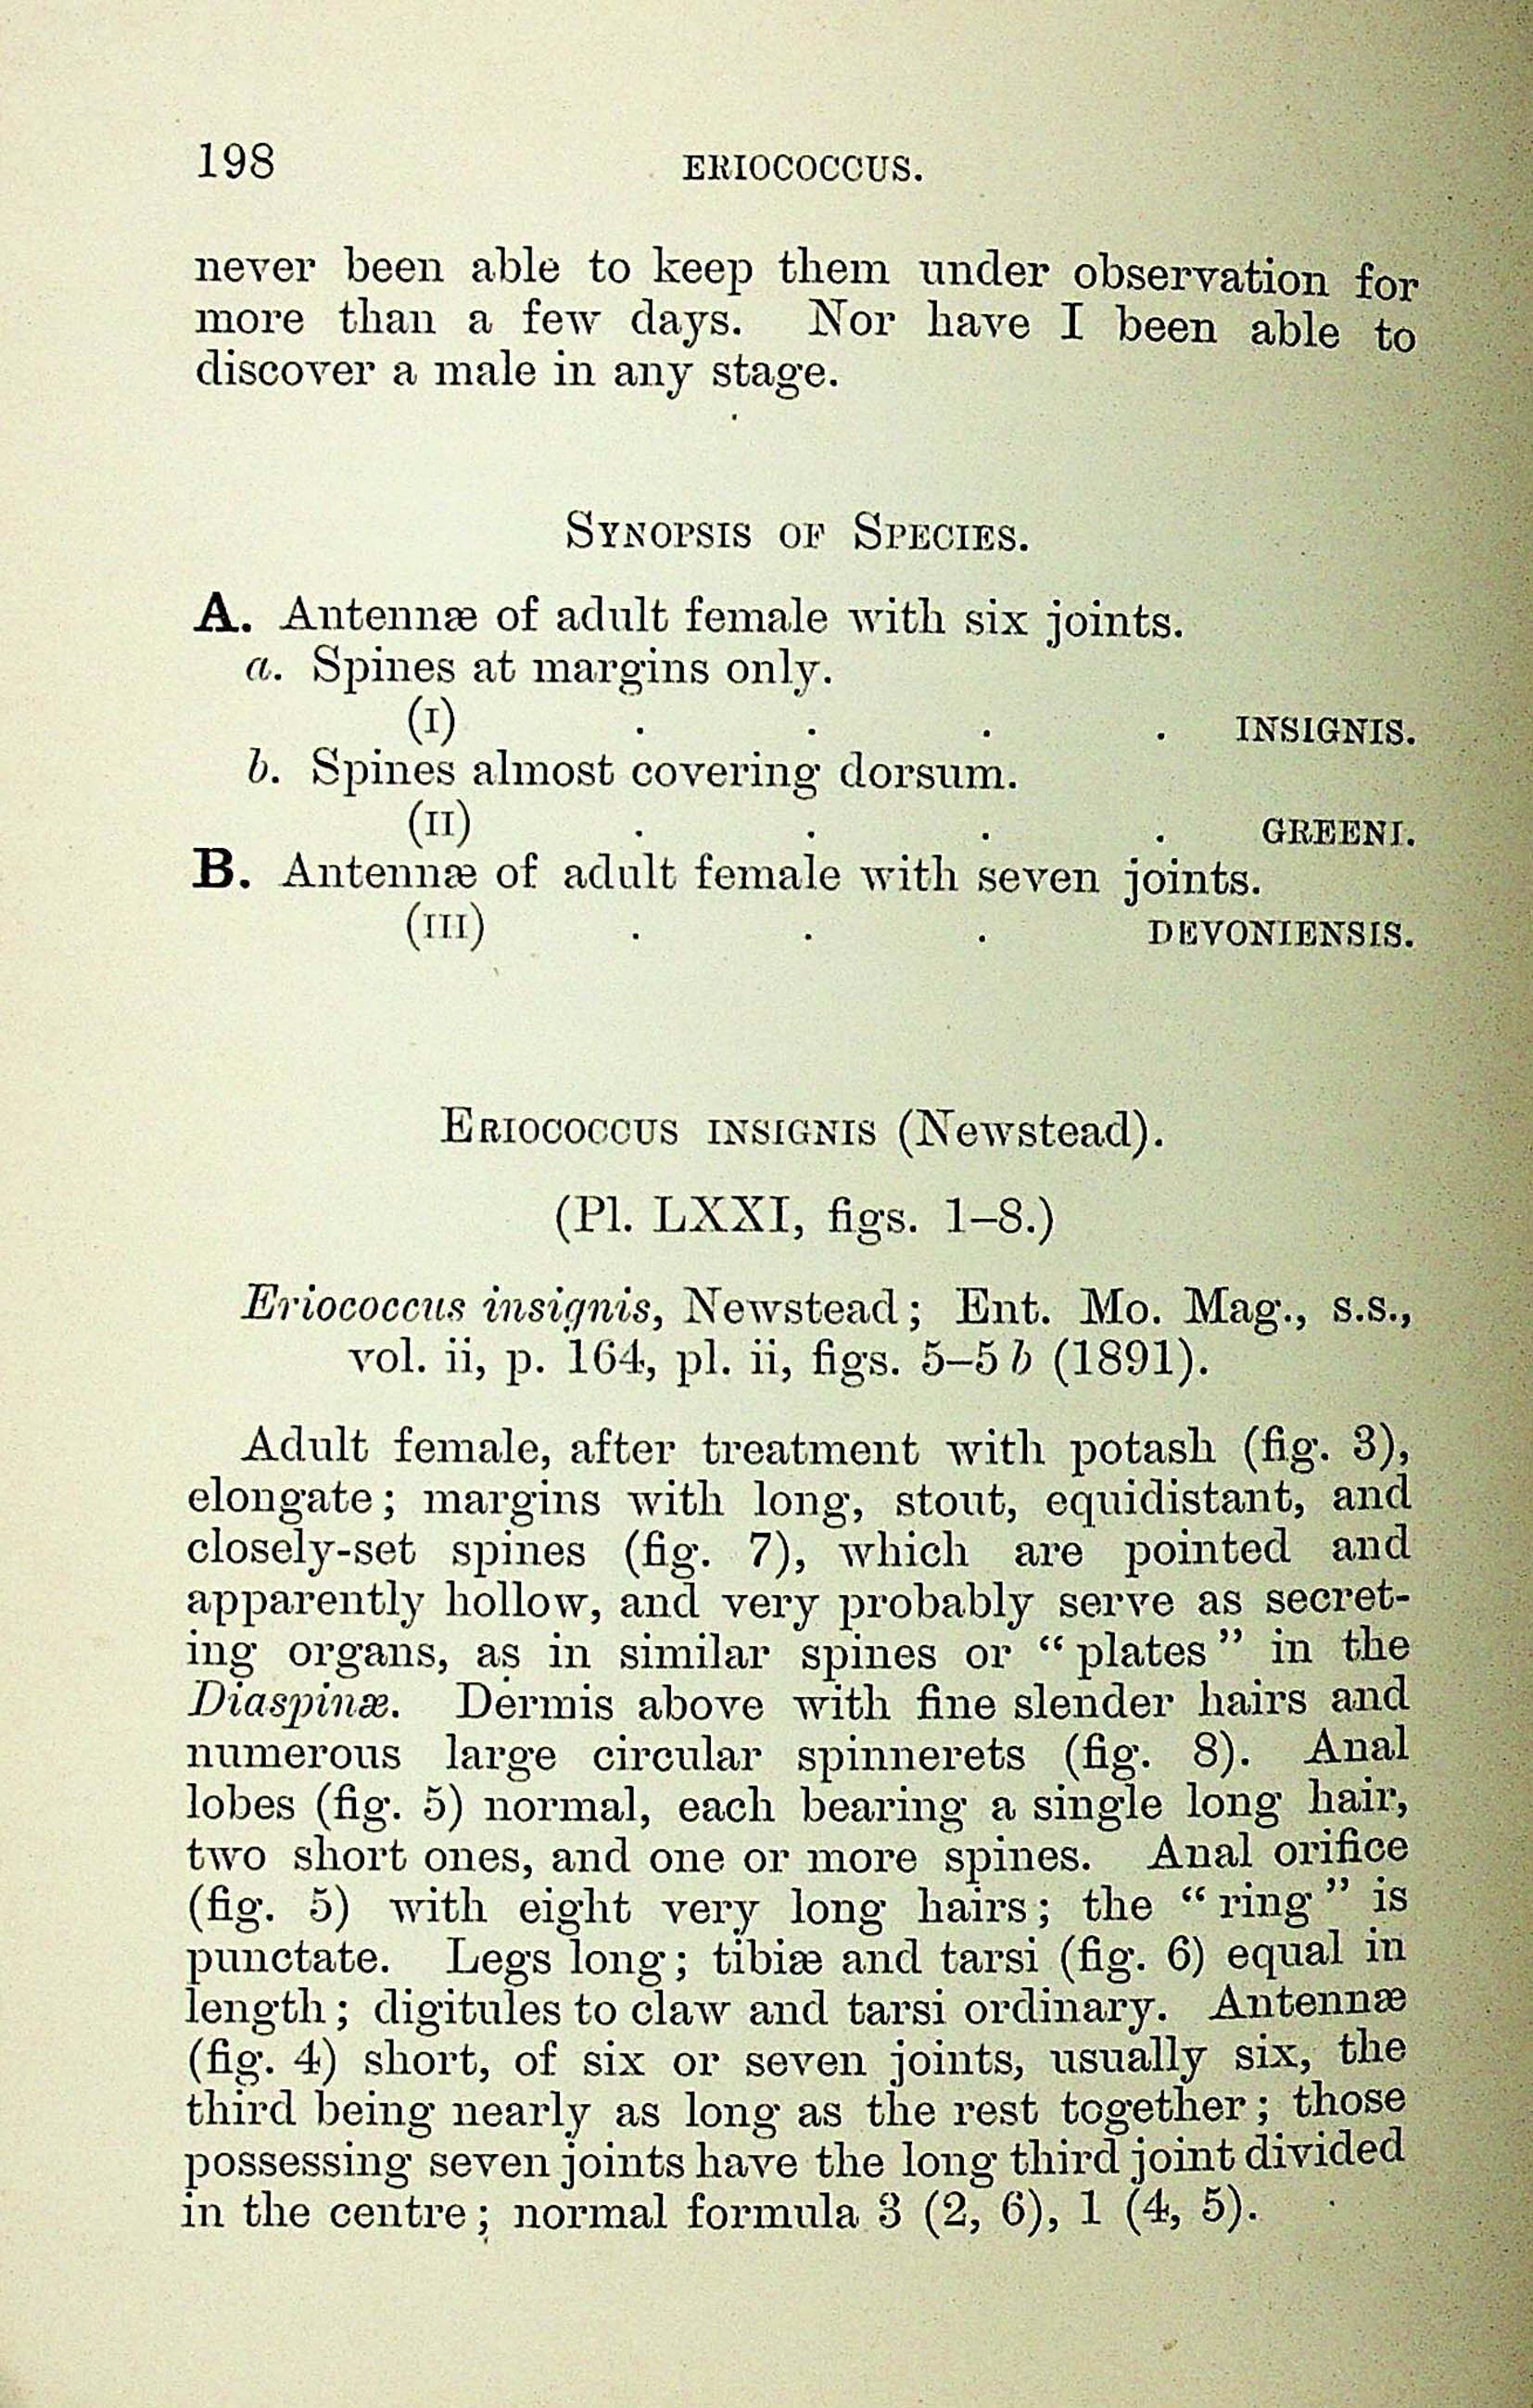 198 ERIOCOCCUS.
never been able to keep them under observation for
more than a few days. Nor have I been able to
discover a male in any stage.
SYNOPSIS OF SPECIES.
A. Antennæ of adult female with six joints.
a. Spines at margins only.
(I) . . . . INSIGNIS.
b. Spines almost covering dorsum.
(II) . . . . GREENI.
B. Antennæ of adult female with seven joints.
(III) . . . DEVONIENSIS.
ERIOCOCCUS INSIGNIS (Newstead).
(Pl. LXXI, figs. 1–8.)
Eriococcus insignis, Newstead; Ent. Mo. Mag., s.s.,
vol. ii, p. 164, pl. ii, figs. 5–5 b (1891).
Adult female, after treatment with potash (fig. 3),
elongate; margins with long, stout, equidistant, and
closely-set spines (fig. 7), which are pointed and
apparently hollow, and very probably serve as secret-
ing organs, as in similar spines or “plates” in the
Diaspinæ. Dermis above with fine slender hairs and
numerous large circular spinnerets (fig. 8). Anal
lobes (fig. 5) normal, each bearing a single long hair,
two short ones, and one or more spines. Anal orifice
(fig. 5) with eight very long hairs; the “ring” is
punctate. Legs long; tibiæ and tarsi (fig. 6) equal in
length; digitules to claw and tarsi ordinary. Antennæ
(fig. 4) short, of six or seven joints, usually six, the
third being nearly as long as the rest together; those
possessing seven joints have the long third joint divided
in the centre; normal formula 3 (2, 6), 1 (4, 5).